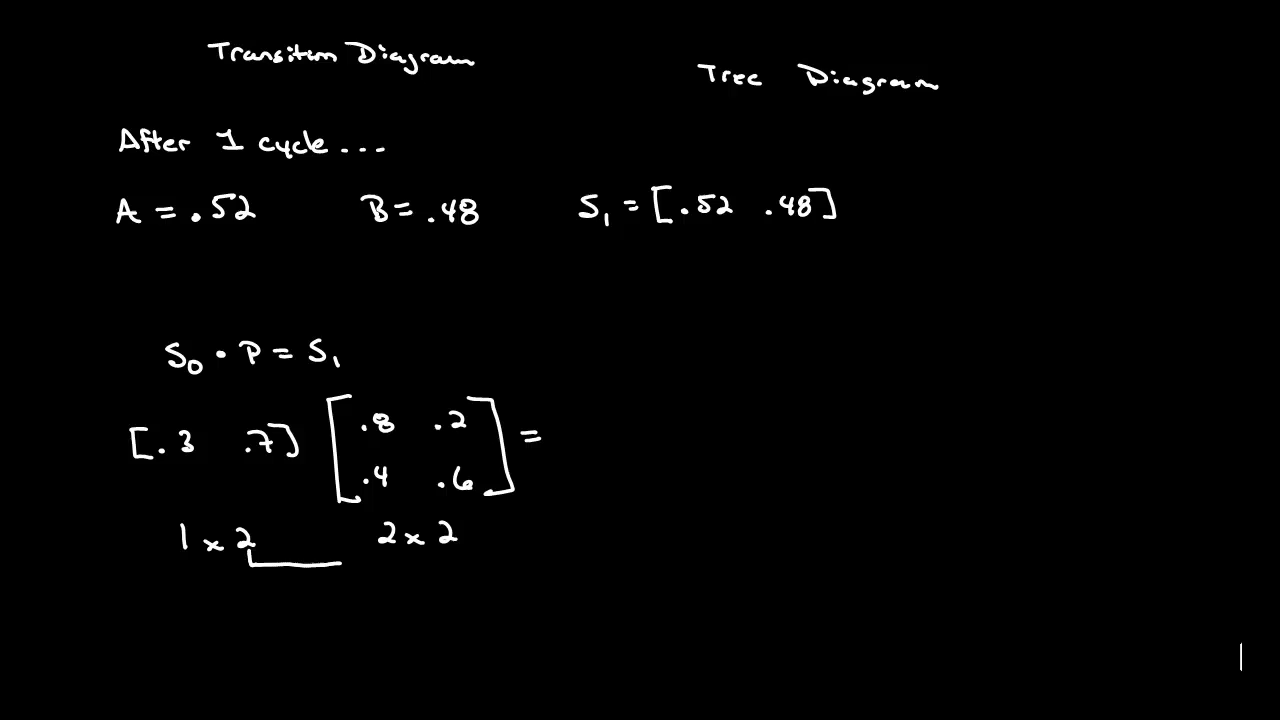 Transition Diagram
Tree Diagram
After 1 cycle...
A = .52 B = .48 S₁ = [.52 .48]
S₀ · P = S₁
[.3 .7] [.8 .2
.4 .6] =
1 x 2 2 x 2